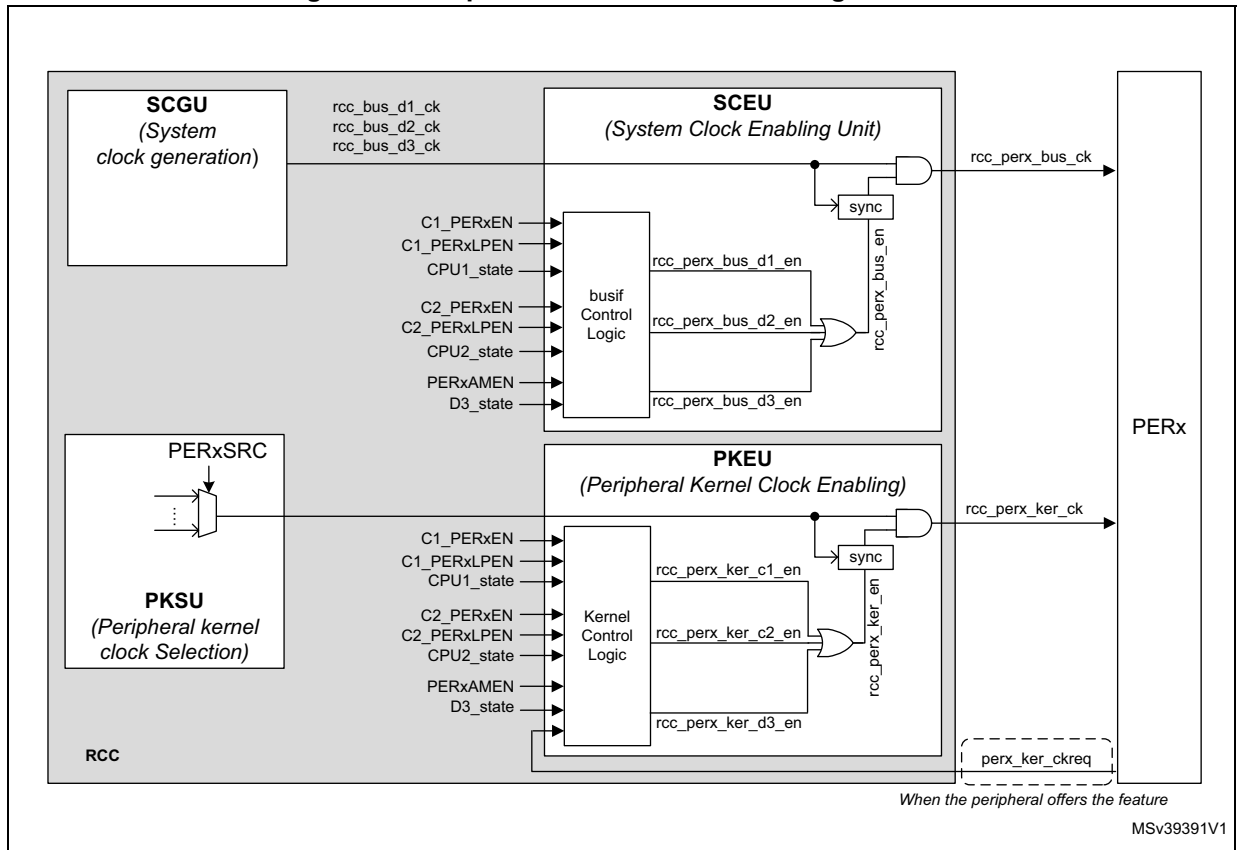 SCGU
(System
clock generation)
rcc_bus_d1_ck
rcc_bus_d2_ck
rcc_bus_d3_ck
SCEU
(System Clock Enabling Unit)
rcc_perx_bus_ck
sync
rcc_perx_bus_en
C1_PERxEN
C1_PERxLPEN
CPU1_state
C2_PERxEN
C2_PERxLPEN
CPU2_state
PERxAMEN
D3_state
busif
Control
Logic
rcc_perx_bus_d1_en
rcc_perx_bus_d2_en
rcc_perx_bus_d3_en
PERx
PERxSRC
PKSU
(Peripheral kernel
clock Selection)
PKEU
(Peripheral Kernel Clock Enabling)
rcc_perx_ker_ck
sync
rcc_perx_ker_en
C1_PERxEN
C1_PERxLPEN
CPU1_state
C2_PERxEN
C2_PERxLPEN
CPU2_state
PERxAMEN
D3_state
Kernel
Control
Logic
rcc_perx_ker_c1_en
rcc_perx_ker_c2_en
rcc_perx_ker_d3_en
RCC
perx_ker_ckreq
When the peripheral offers the feature
MSv39391V1